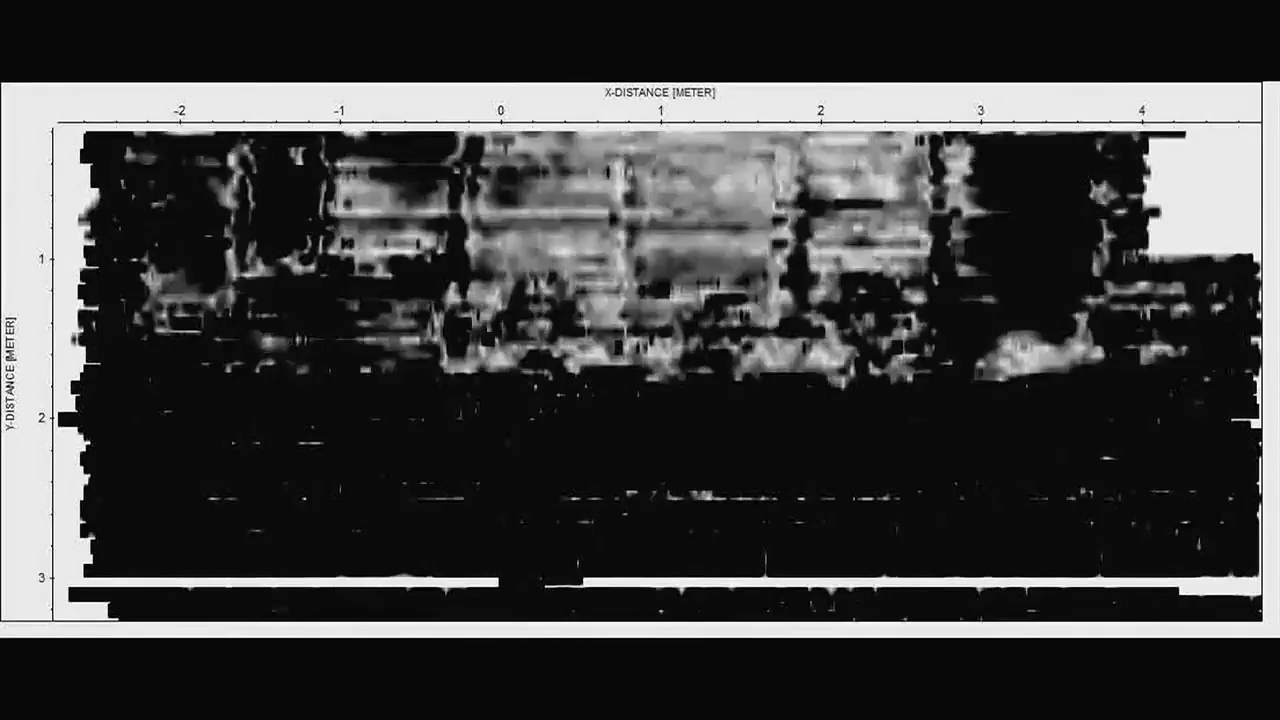 X-DISTANCE [METER]
-2 -1 0 1 2 3 4
Y-DISTANCE [METER]
1
2
3